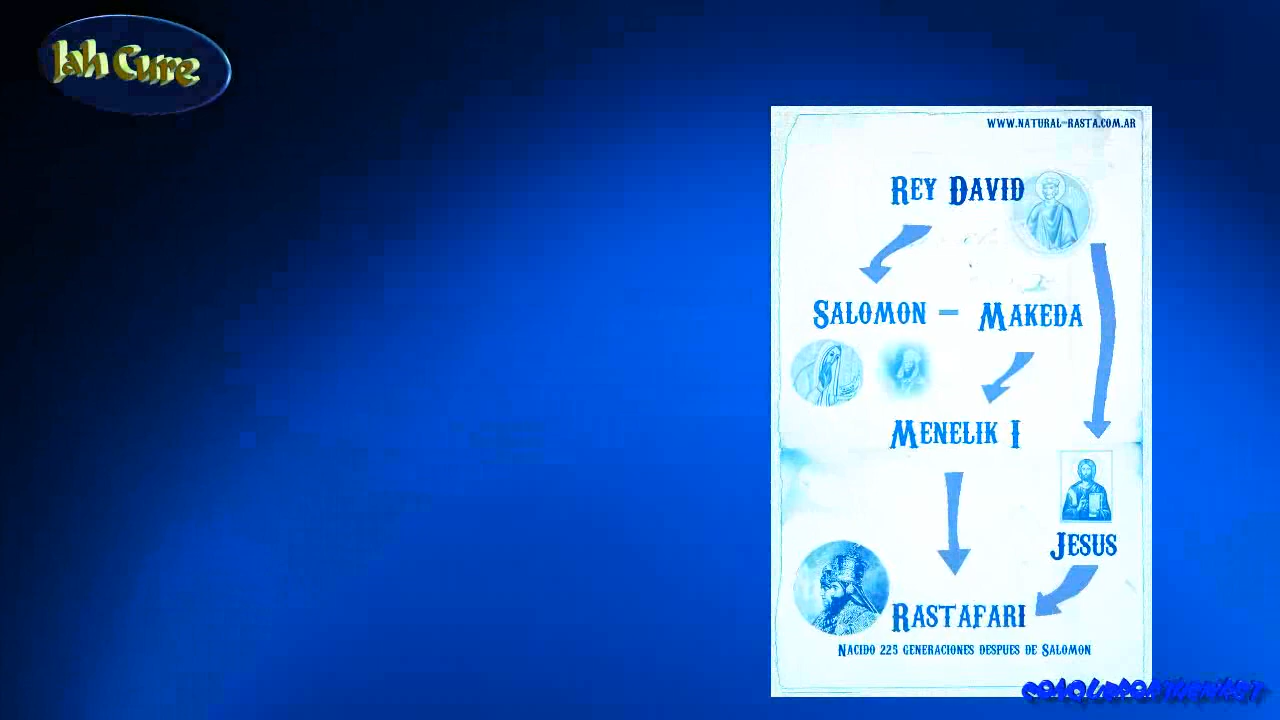 Jah Cure
WWW.NATURAL-RASTA.COM.AR
REY DAVID
SALOMON - MAKEDA
MENELIK I
JESUS
RASTAFARI
NACIDO 225 GENERACIONES DESPUES DE SALOMON